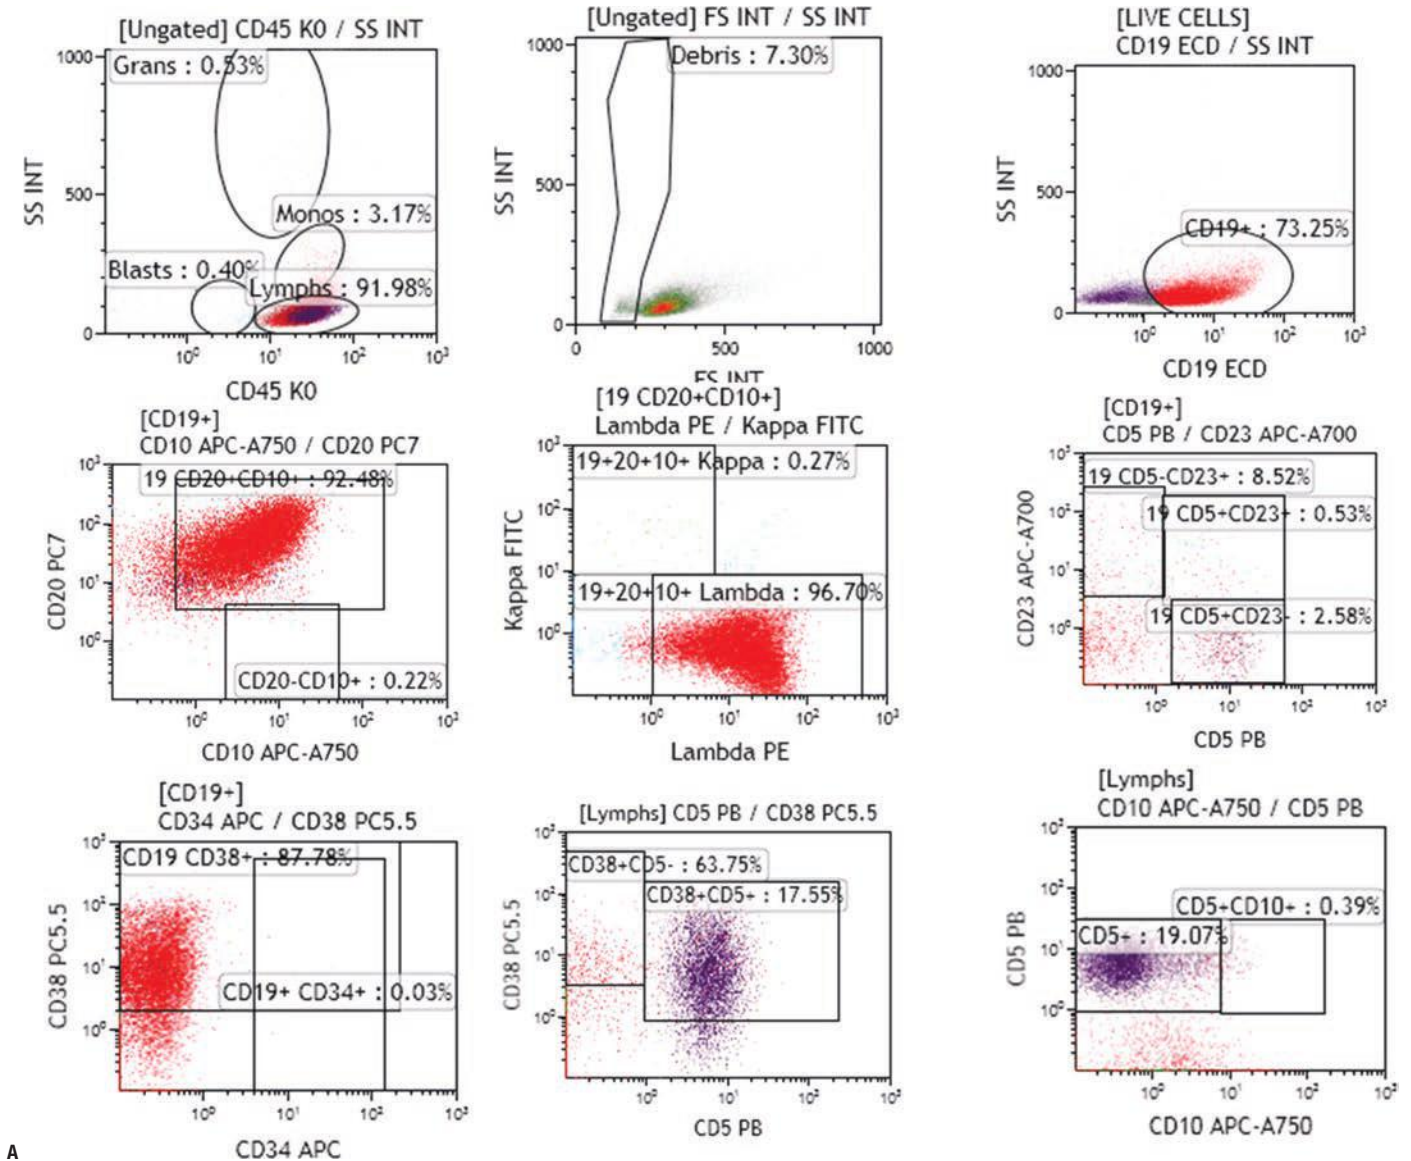 [Ungated] CD45 KO / SS INT
Grans : 0.53%
Monos : 3.17%
Blasts : 0.40%
Lymphs : 91.98%
SS INT
1000
500
0
10⁰ 10¹ 10² 10³
CD45 KO
[Ungated] FS INT / SS INT
Debris : 7.30%
SS INT
1000
500
0
0 500 1000
FS INT
[LIVE CELLS]
CD19 ECD / SS INT
CD19+ : 73.25%
SS INT
1000
500
0
10⁰ 10¹ 10² 10³
CD19 ECD
[CD19+]
CD10 APC-A750 / CD20 PC7
19 CD20+CD10+ : 92.48%
CD20-CD10+ : 0.22%
CD20 PC7
10³
10²
10¹
10⁰
10⁰ 10¹ 10² 10³
CD10 APC-A750
[19 CD20+CD10+]
Lambda PE / Kappa FITC
19+20+10+ Kappa : 0.27%
19+20+10+ Lambda : 96.70%
Kappa FITC
10³
10²
10¹
10⁰
10⁰ 10¹ 10² 10³
Lambda PE
[CD19+]
CD5 PB / CD23 APC-A700
19 CD5-CD23+ : 8.52%
19 CD5+CD23+ : 0.53%
19 CD5+CD23- : 2.58%
CD23 APC-A700
10³
10²
10¹
10⁰
10⁰ 10¹ 10² 10³
CD5 PB
[CD19+]
CD34 APC / CD38 PC5.5
CD19 CD38+ : 87.78%
CD19+ CD34+ : 0.03%
CD38 PC5.5
10³
10²
10¹
10⁰
10⁰ 10¹ 10² 10³
CD34 APC
[Lymphs] CD5 PB / CD38 PC5.5
CD38+CD5- : 63.75%
CD38+CD5+ : 17.55%
CD38 PC5.5
10³
10²
10¹
10⁰
10⁰ 10¹ 10² 10³
CD5 PB
[Lymphs]
CD10 APC-A750 / CD5 PB
CD5+CD10+ : 0.39%
CD5+ : 19.07%
CD5 PB
10³
10²
10¹
10⁰
10⁰ 10¹ 10² 10³
CD10 APC-A750
A